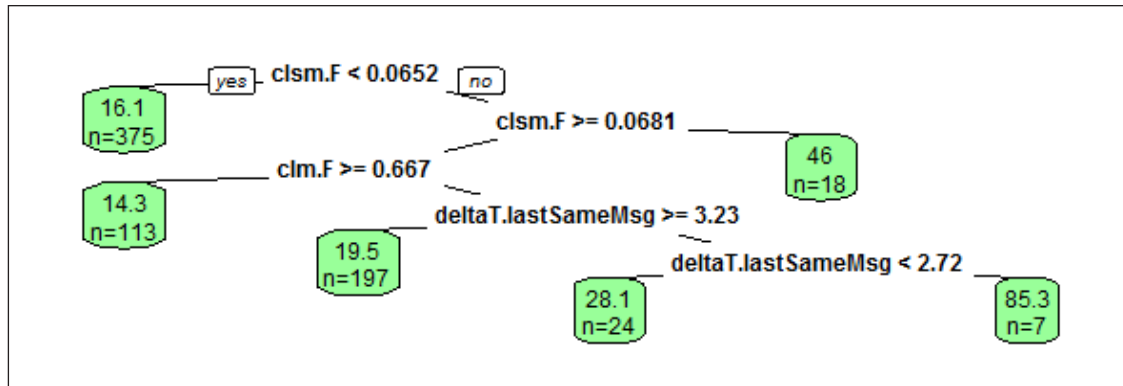 yes
clsm.F < 0.0652
no
16.1
n=375
clsm.F >= 0.0681
46
n=18
clm.F >= 0.667
14.3
n=113
deltaT.lastSameMsg >= 3.23
19.5
n=197
deltaT.lastSameMsg < 2.72
28.1
n=24
85.3
n=7